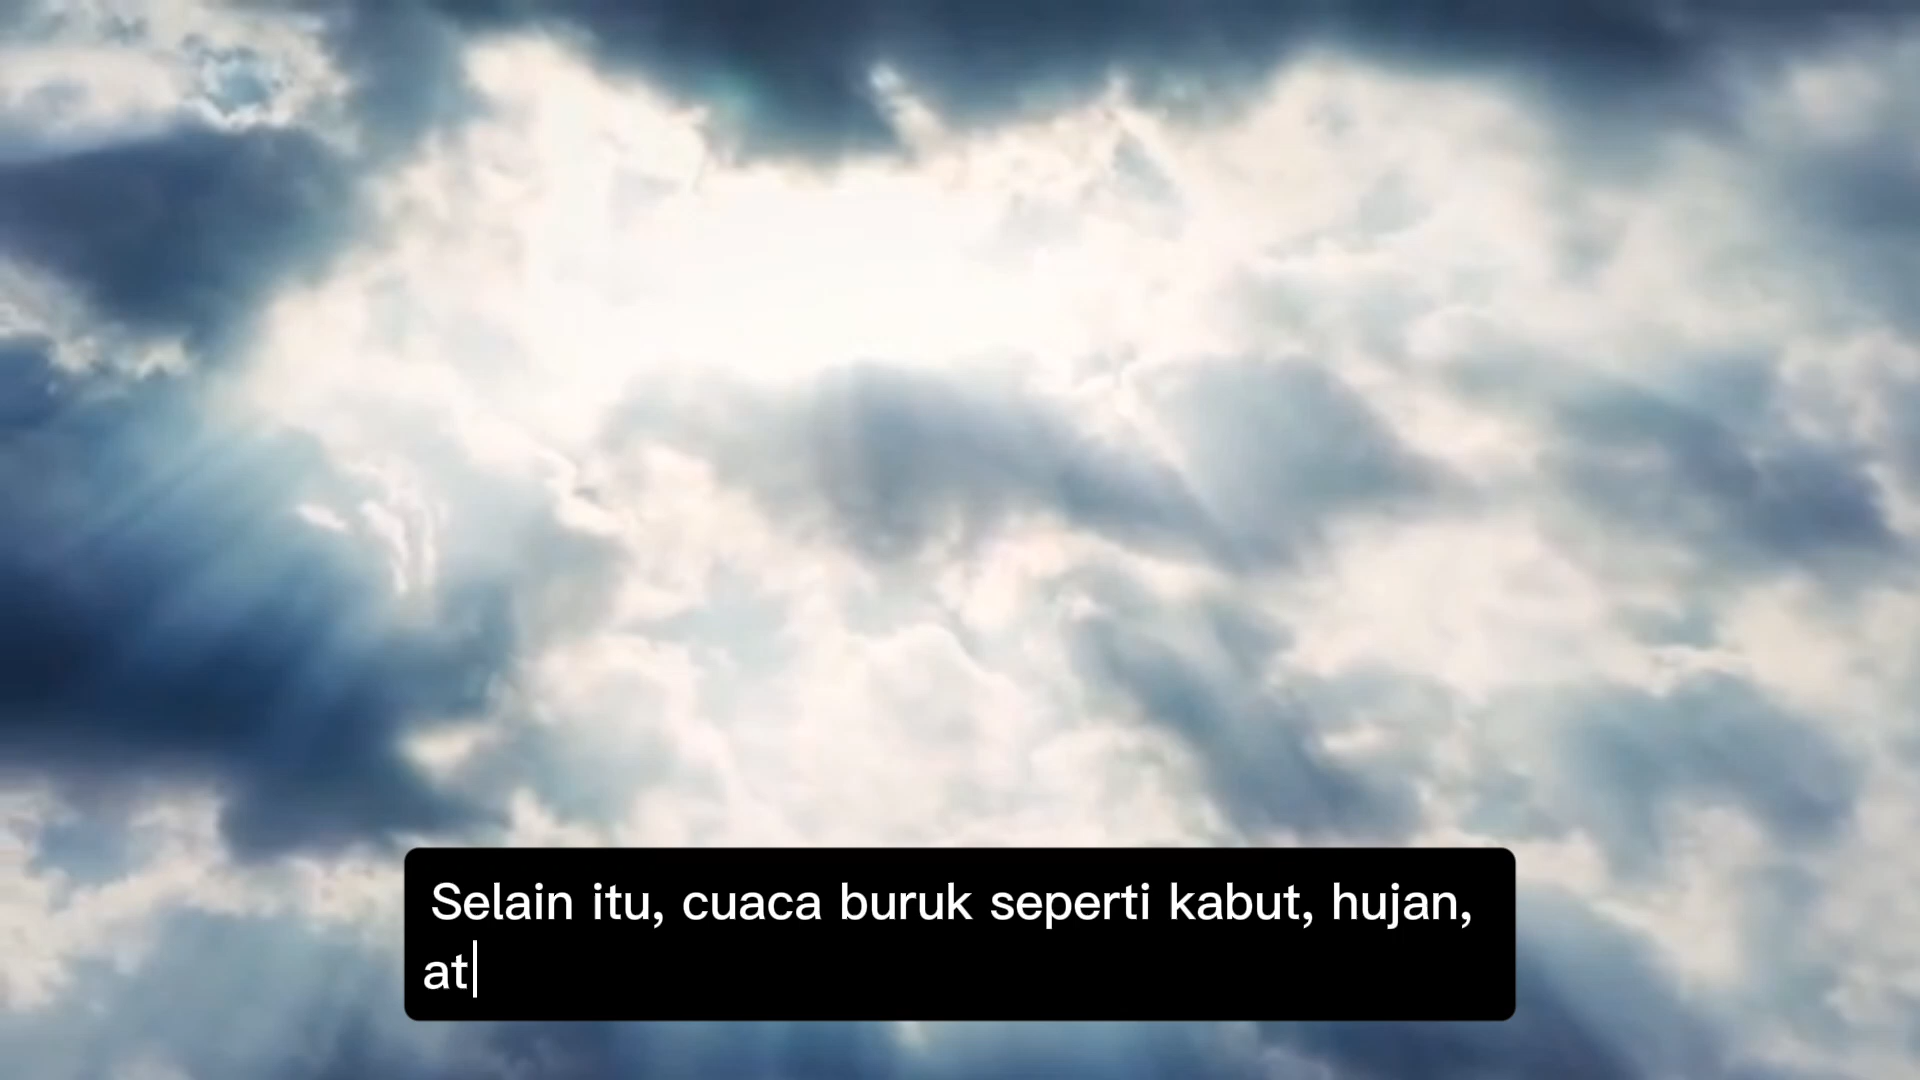 Selain itu, cuaca buruk seperti kabut, hujan,
at